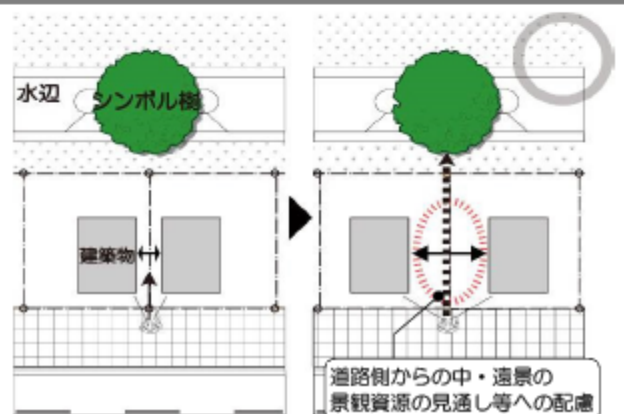 水辺
シンボル樹
建築物
道路側からの中・遠景の
景観資源の見通し等への配慮